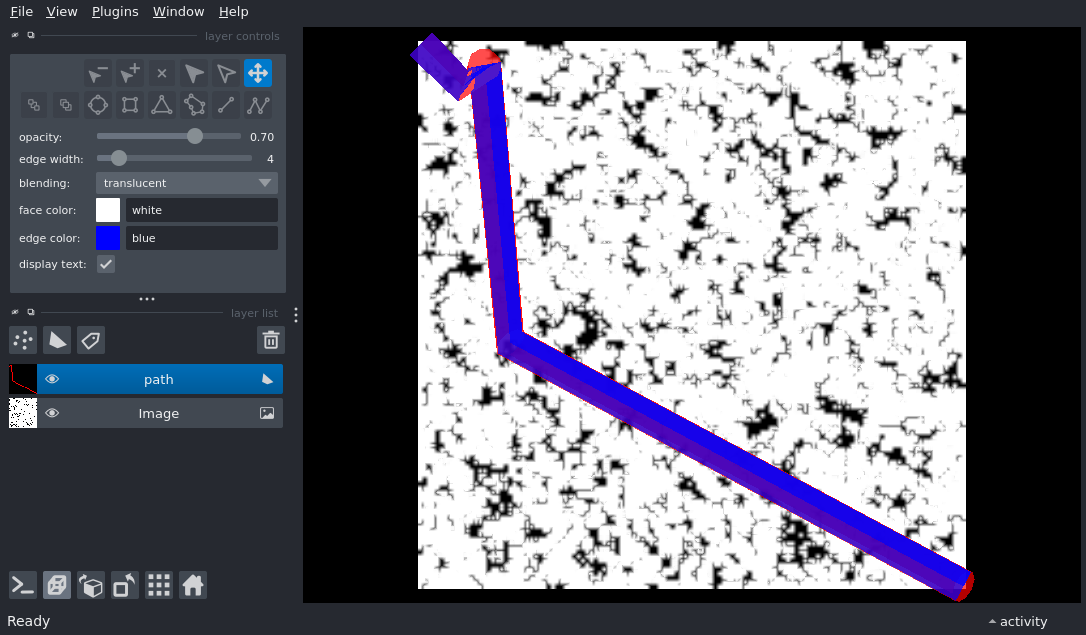 File View Plugins Window Help
layer controls
opacity: 0.70
edge width: 4
blending: translucent
face color: white
edge color: blue
display text:
layer list
path
Image
Ready
activity